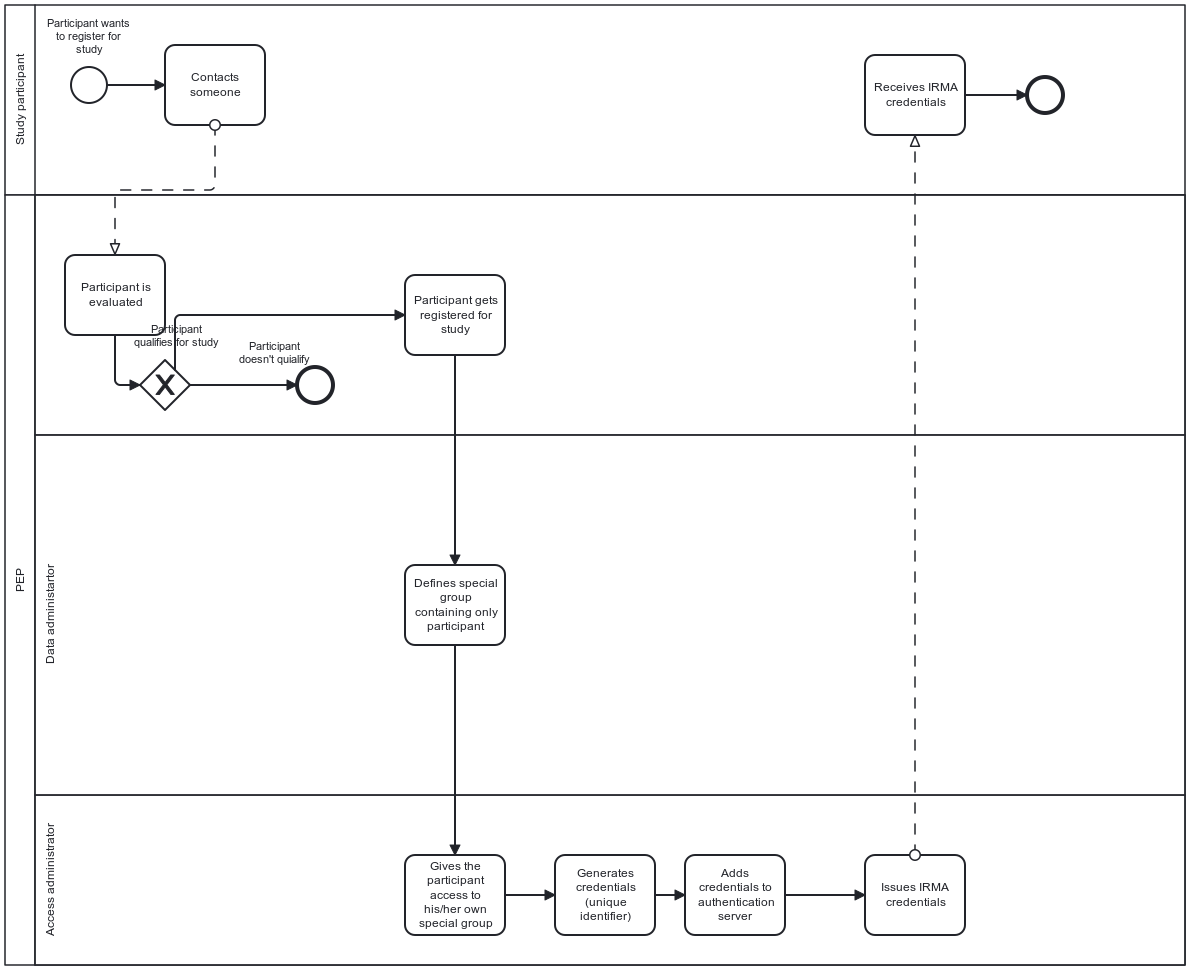 Study participant
Participant wants
to register for
study
Contacts
someone
Receives IRMA
credentials
PEP
Participant is
evaluated
Participant
qualifies for study
Participant
doesn't quialify
Participant gets
registered for
study
Data administartor
Defines special
group
containing only
participant
Access administrator
Gives the
participant
access to
his/her own
special group
Generates
credentials
(unique
identifier)
Adds
credentials to
authentication
server
Issues IRMA
credentials